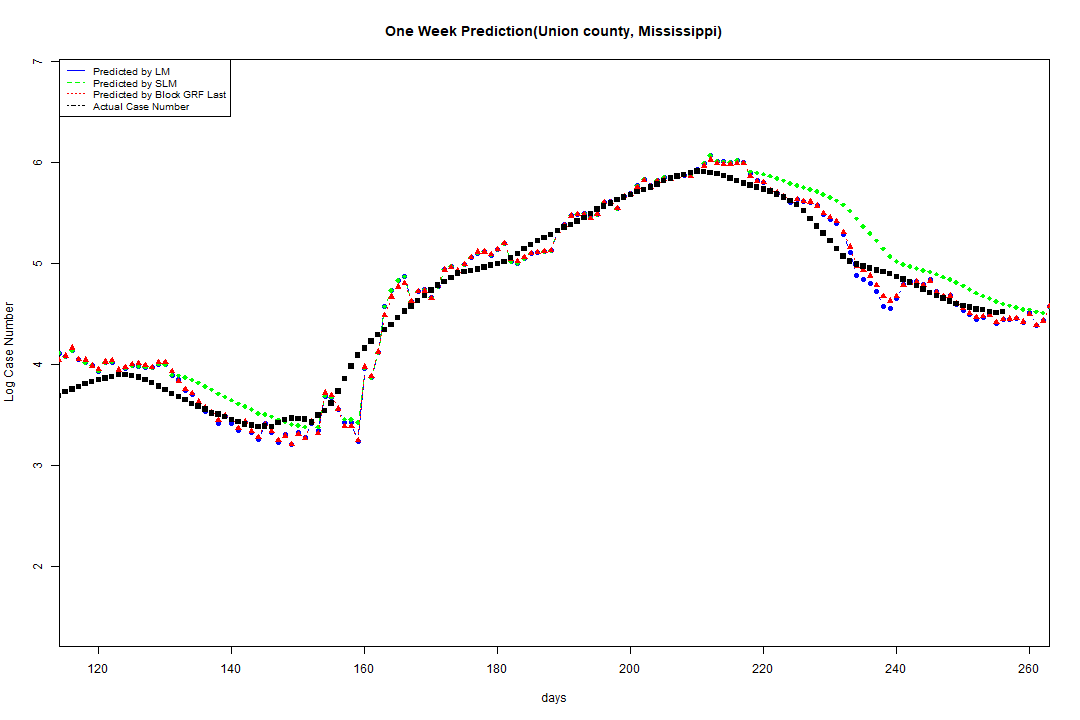 One Week Prediction(Union county, Mississippi)
Predicted by LM
Predicted by SLM
Predicted by Block GRF Last
Actual Case Number
7
6
5
4
3
2
Log Case Number
120 140 160 180 200 220 240 260
days